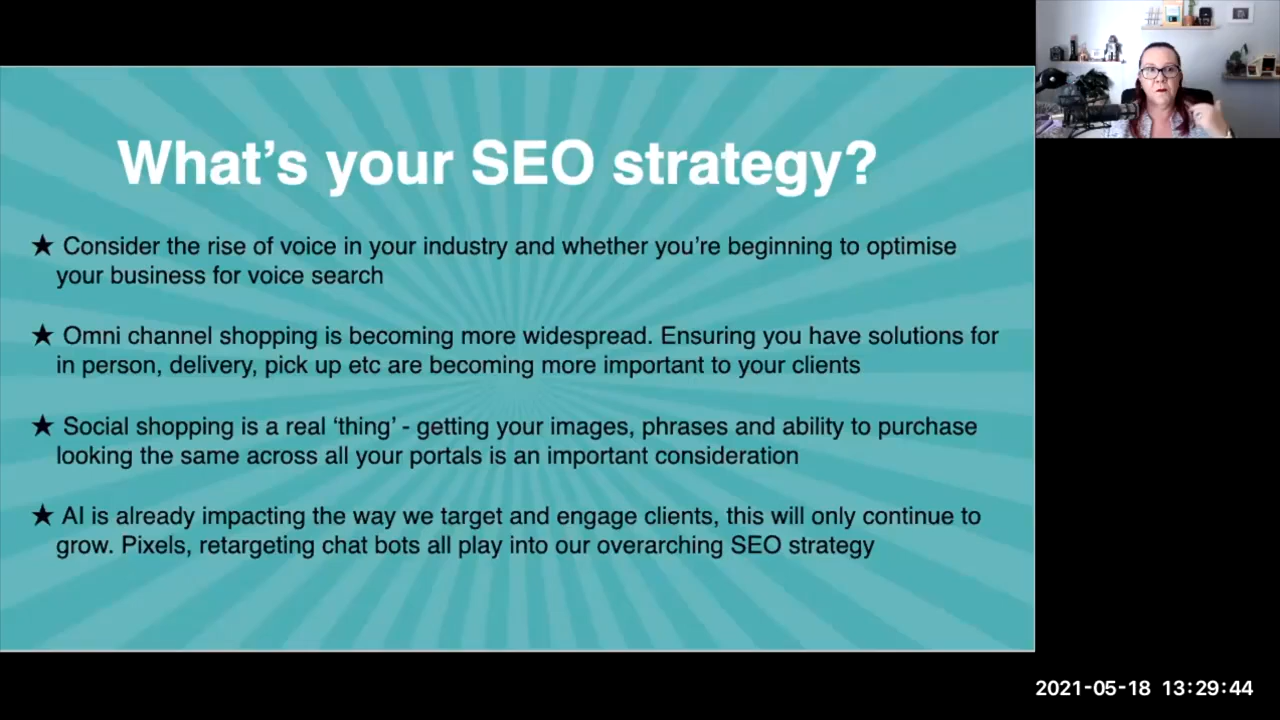 What’s your SEO strategy?
★ Consider the rise of voice in your industry and whether you’re beginning to optimise
your business for voice search
★ Omni channel shopping is becoming more widespread. Ensuring you have solutions for
in person, delivery, pick up etc are becoming more important to your clients
★ Social shopping is a real ‘thing’ - getting your images, phrases and ability to purchase
looking the same across all your portals is an important consideration
★ AI is already impacting the way we target and engage clients, this will only continue to
grow. Pixels, retargeting chat bots all play into our overarching SEO strategy
2021-05-18 13:29:44